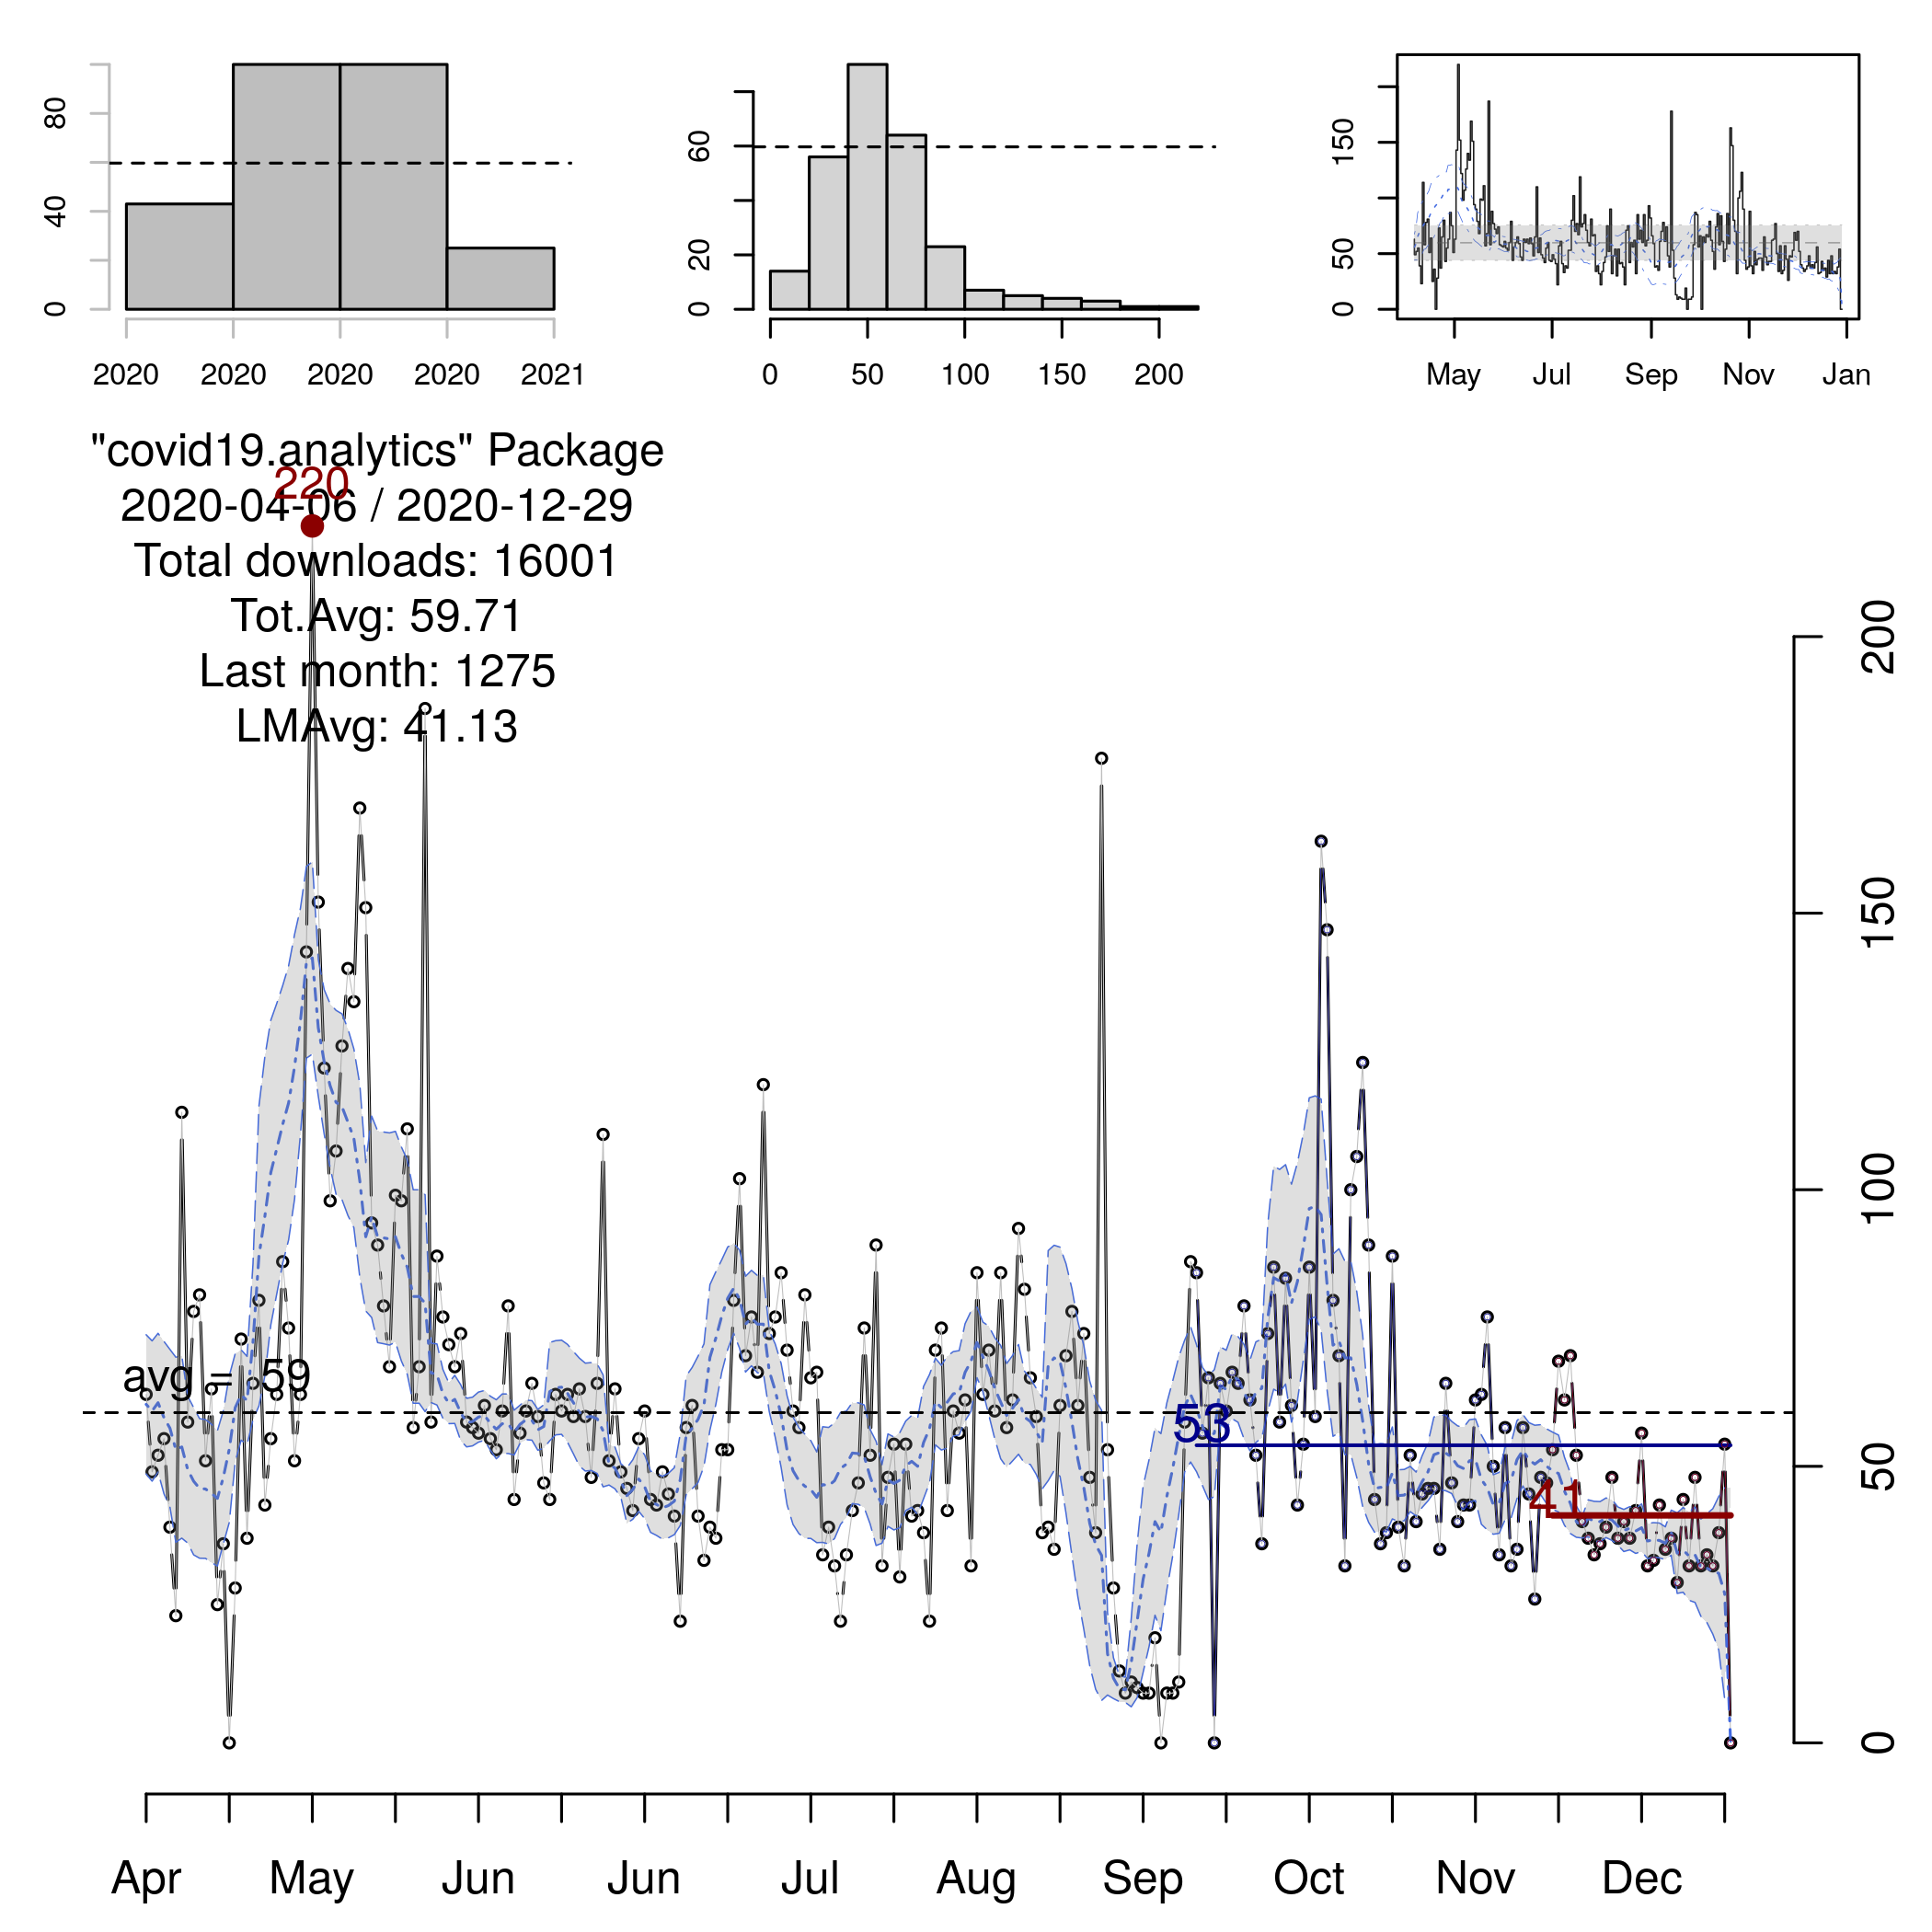 80
40
0
2020 2020 2020 2020 2021
60
20
0
0 50 100 150 200
150
50
0
May Jul Sep Nov Jan
"covid19.analytics" Package
220
2020-04-06 / 2020-12-29
Total downloads: 16001
Tot.Avg: 59.71
Last month: 1275
LMAvg: 41.13
avg = 59
53
41
200
150
100
50
0
Apr May Jun Jun Jul Aug Sep Oct Nov Dec